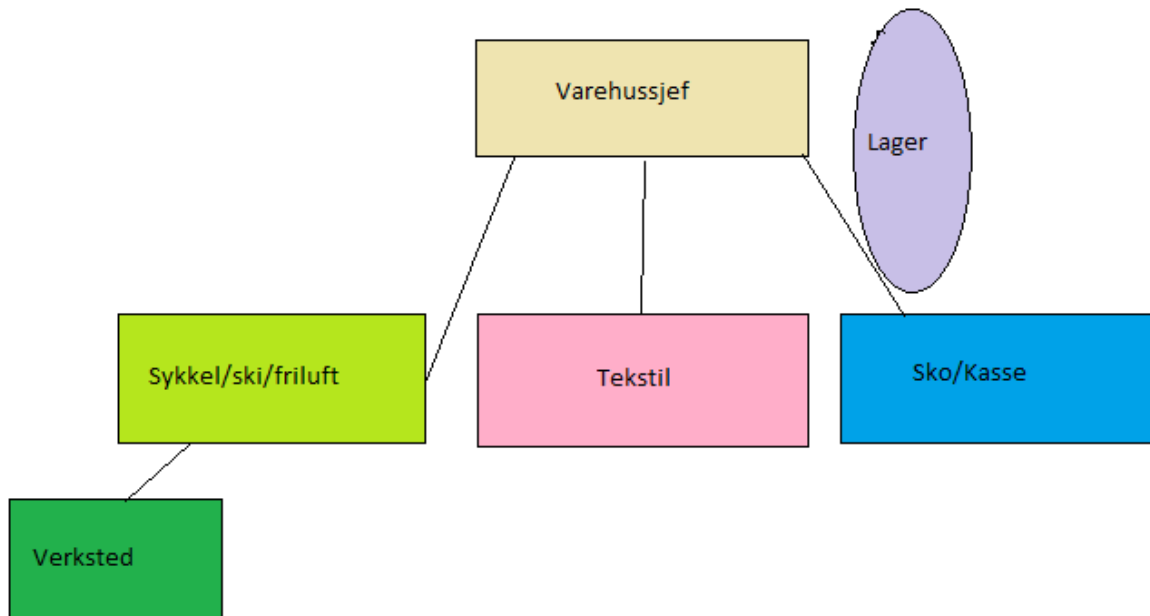 Varehussjef
Lager
Sykkel/ski/friluft
Tekstil
Sko/Kasse
Verksted